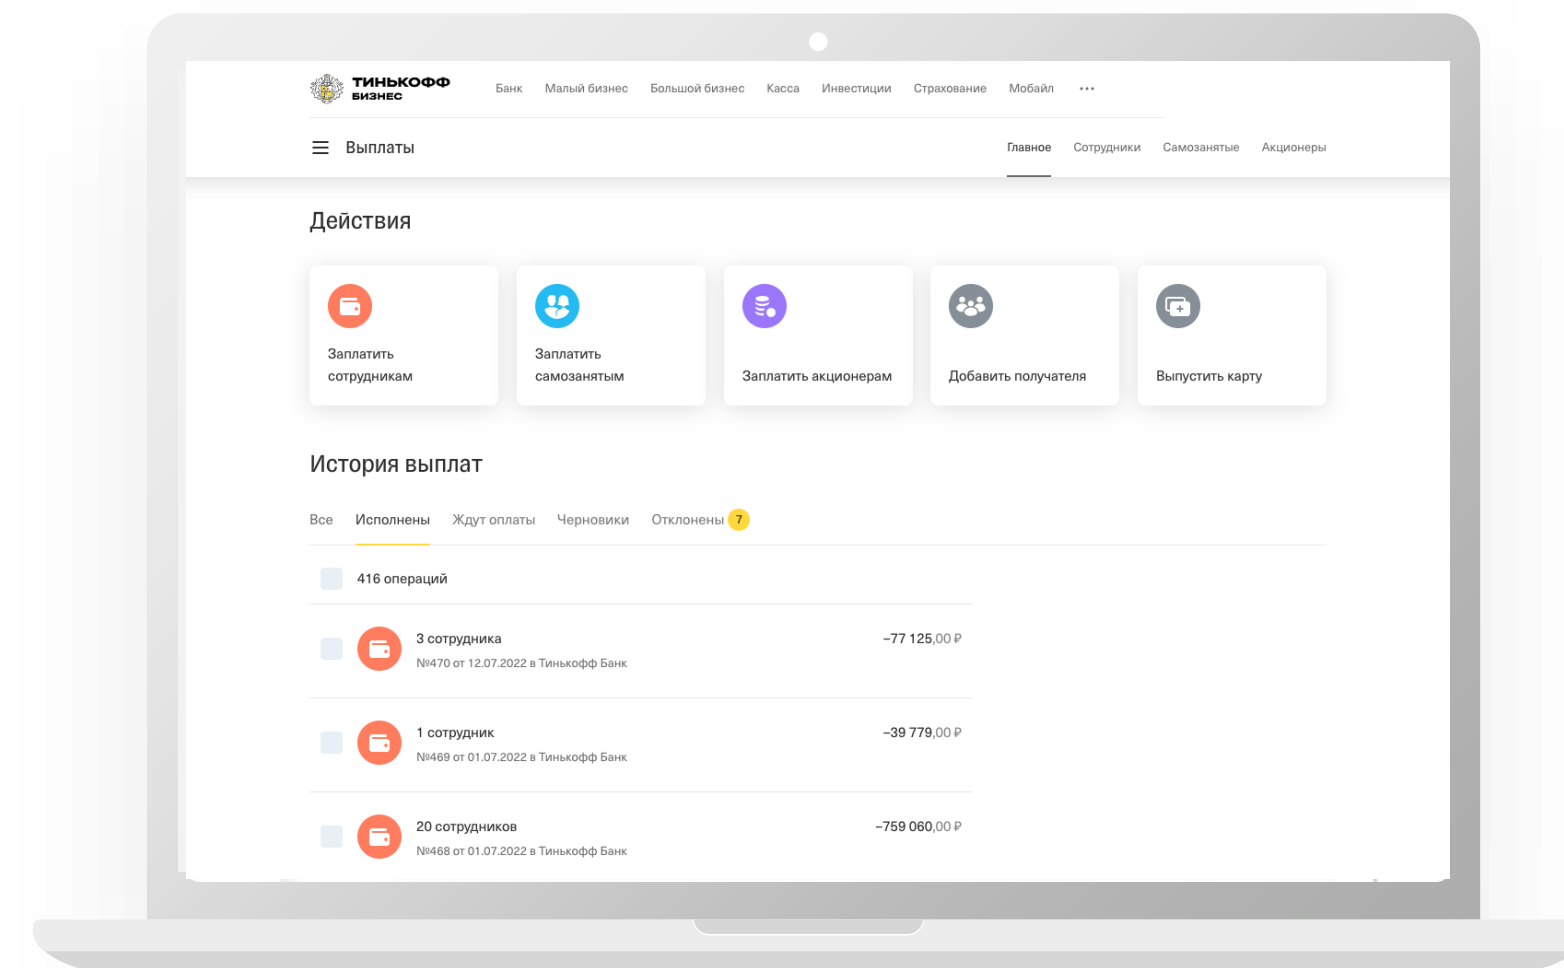 ТИНЬКОФФ
БИЗНЕС
Банк Малый бизнес Большой бизнес Касса Инвестиции Страхование Мобайл ...
Выплаты
Главное Сотрудники Самозанятые Акционеры
Действия
Заплатить
сотрудникам
Заплатить
самозанятым
Заплатить акционерам
Добавить получателя
Выпустить карту
История выплат
Все Исполнены Ждут оплаты Черновики Отклонены 7
416 операций
3 сотрудника −77 125,00 ₽
№470 от 12.07.2022 в Тинькофф Банк
1 сотрудник −39 779,00 ₽
№469 от 01.07.2022 в Тинькофф Банк
20 сотрудников −759 060,00 ₽
№468 от 01.07.2022 в Тинькофф Банк